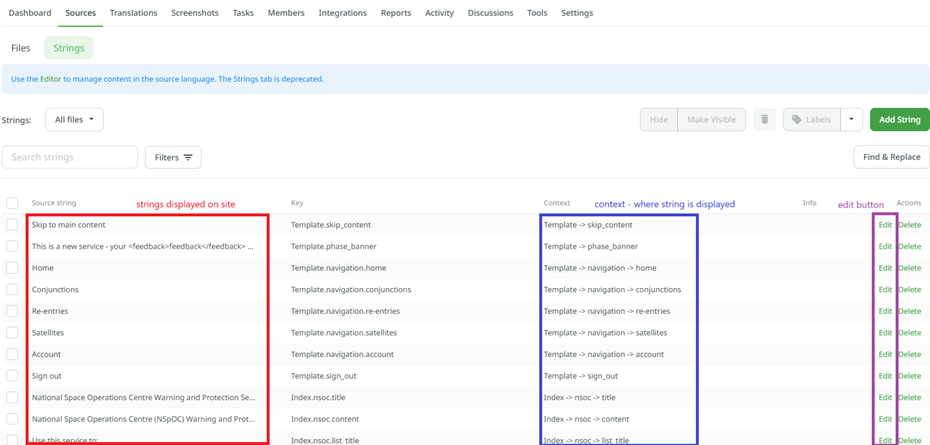 Dashboard Sources Translations Screenshots Tasks Members Integrations Reports Activity Discussions Tools Settings
Files Strings
Use the Editor to manage content in the source language. The Strings tab is deprecated.
Strings: All files Hide Make Visible Labels Add String
Search strings Filters Find & Replace
Source string strings displayed on site Key Context context - where string is displayed Info edit button Actions
Skip to main content Template.skip_content Template -> skip_content Edit Delete
This is a new service - your <feedback>feedback</feedback> ... Template.phase_banner Template -> phase_banner Edit Delete
Home Template.navigation.home Template -> navigation -> home Edit Delete
Conjunctions Template.navigation.conjunctions Template -> navigation -> conjunctions Edit Delete
Re-entries Template.navigation.re-entries Template -> navigation -> re-entries Edit Delete
Satellites Template.navigation.satellites Template -> navigation -> satellites Edit Delete
Account Template.navigation.account Template -> navigation -> account Edit Delete
Sign out Template.sign_out Template -> sign_out Edit Delete
National Space Operations Centre Warning and Protection Se... Index.nsoc.title Index -> nsoc -> title Edit Delete
National Space Operations Centre (NSpOC) Warning and Prot... Index.nsoc.content Index -> nsoc -> content Edit Delete
Use this service to: Index.nsoc.list_title Index -> nsoc -> list_title Edit Delete